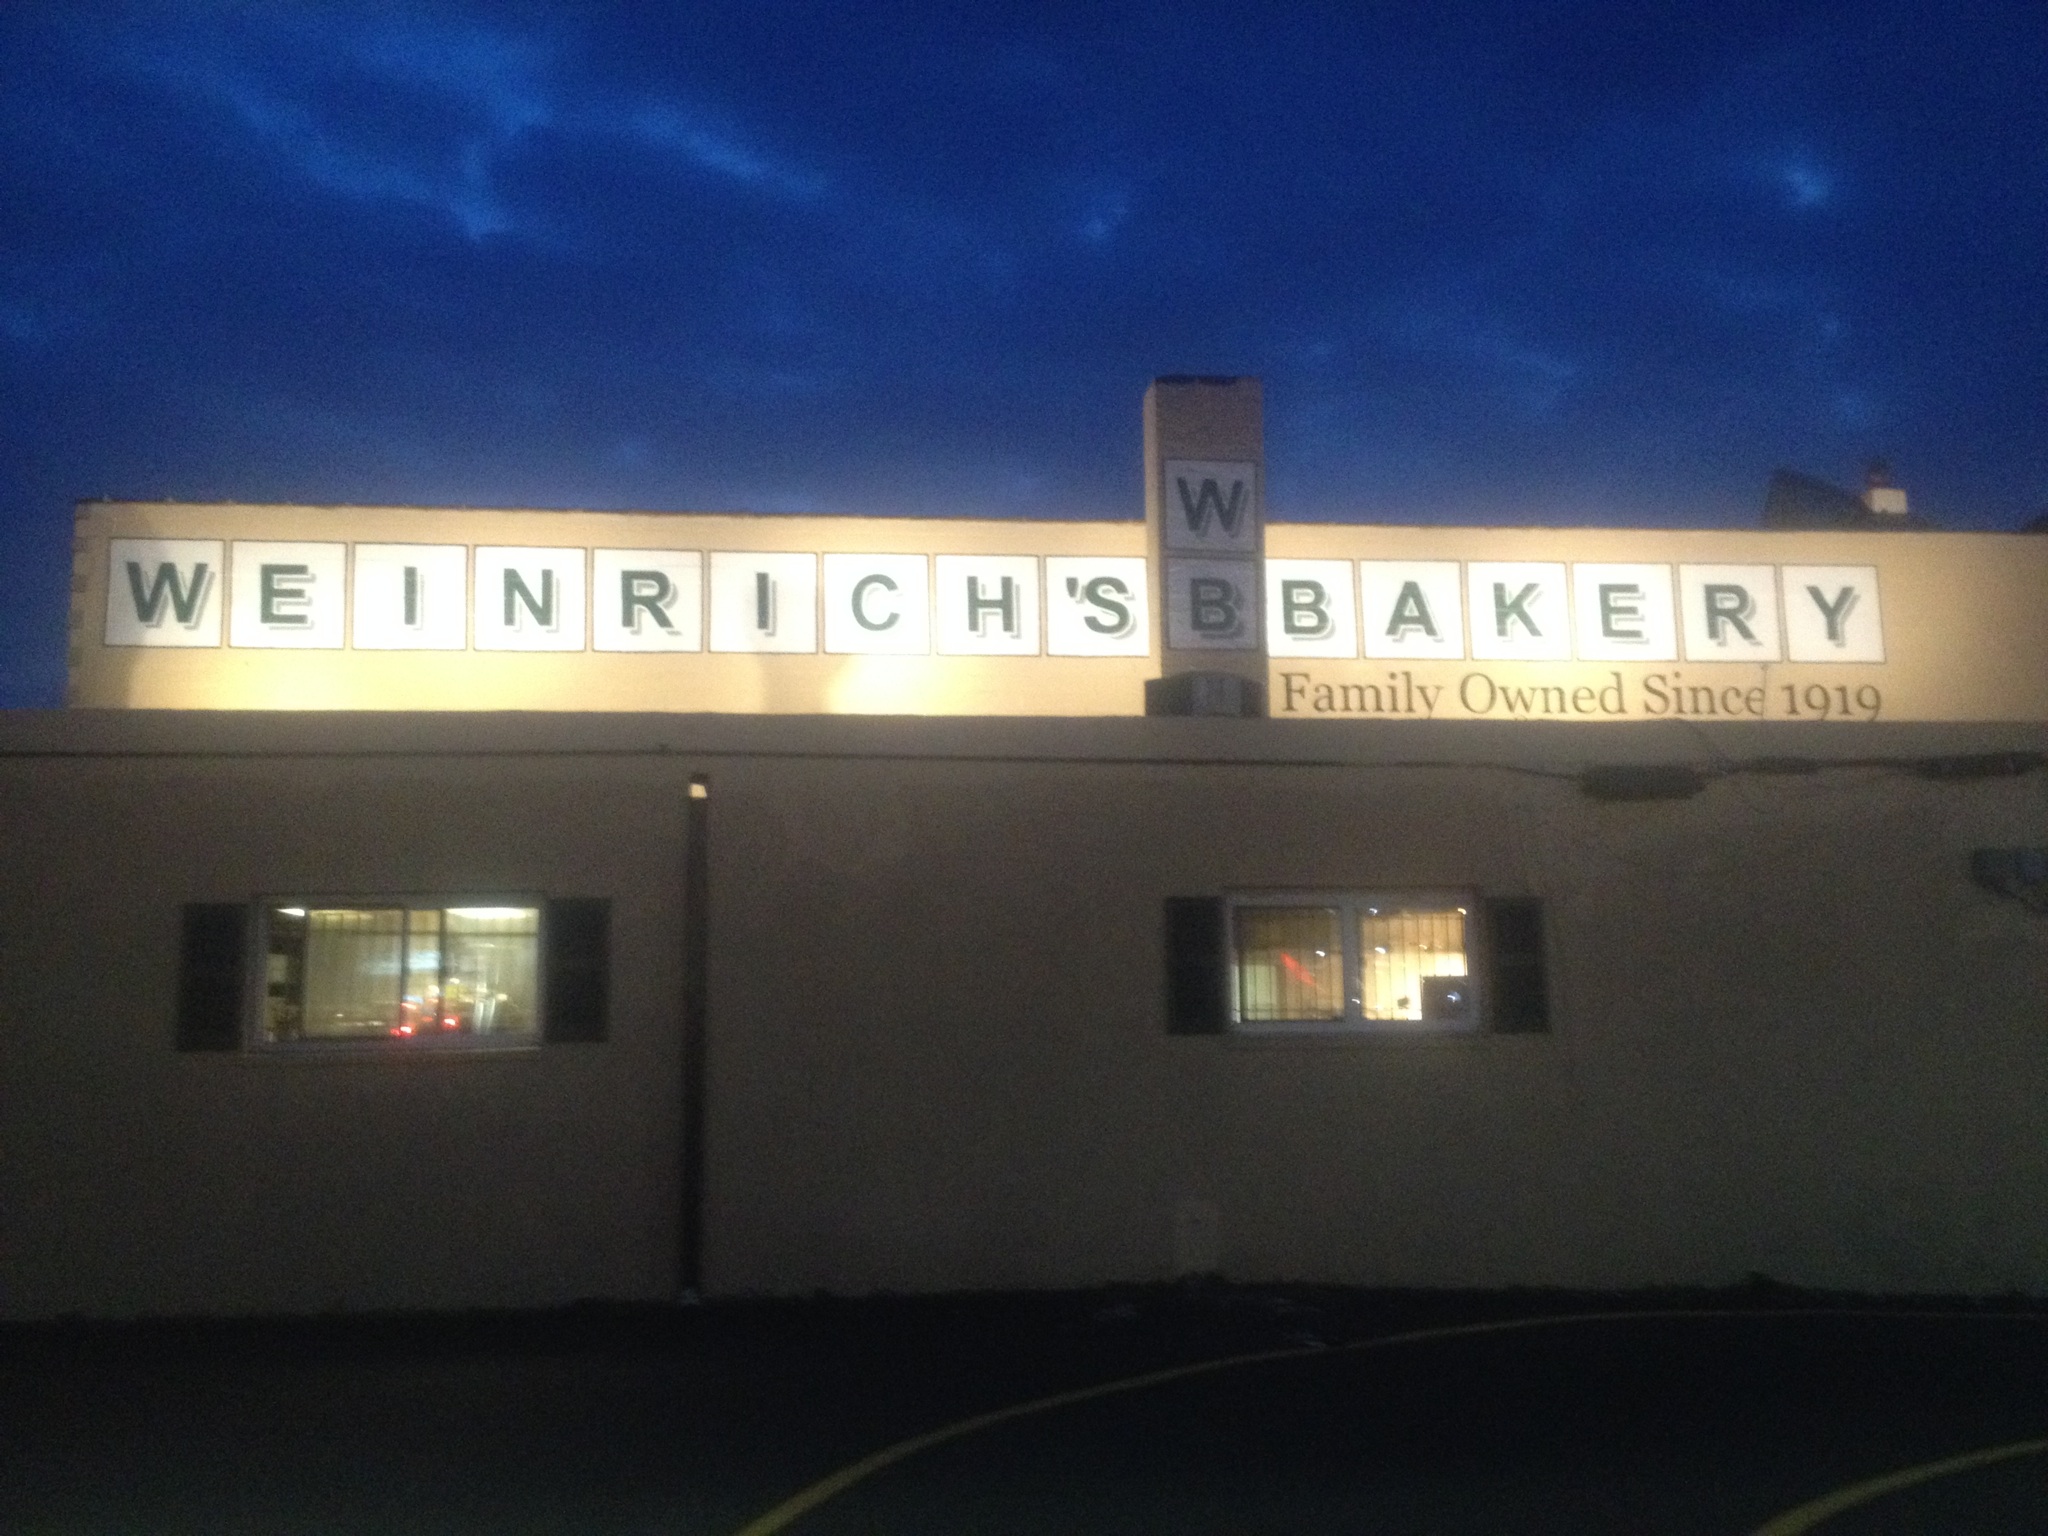 WEINRICH'S BAKERY
W
B
Family Owned Since 1919